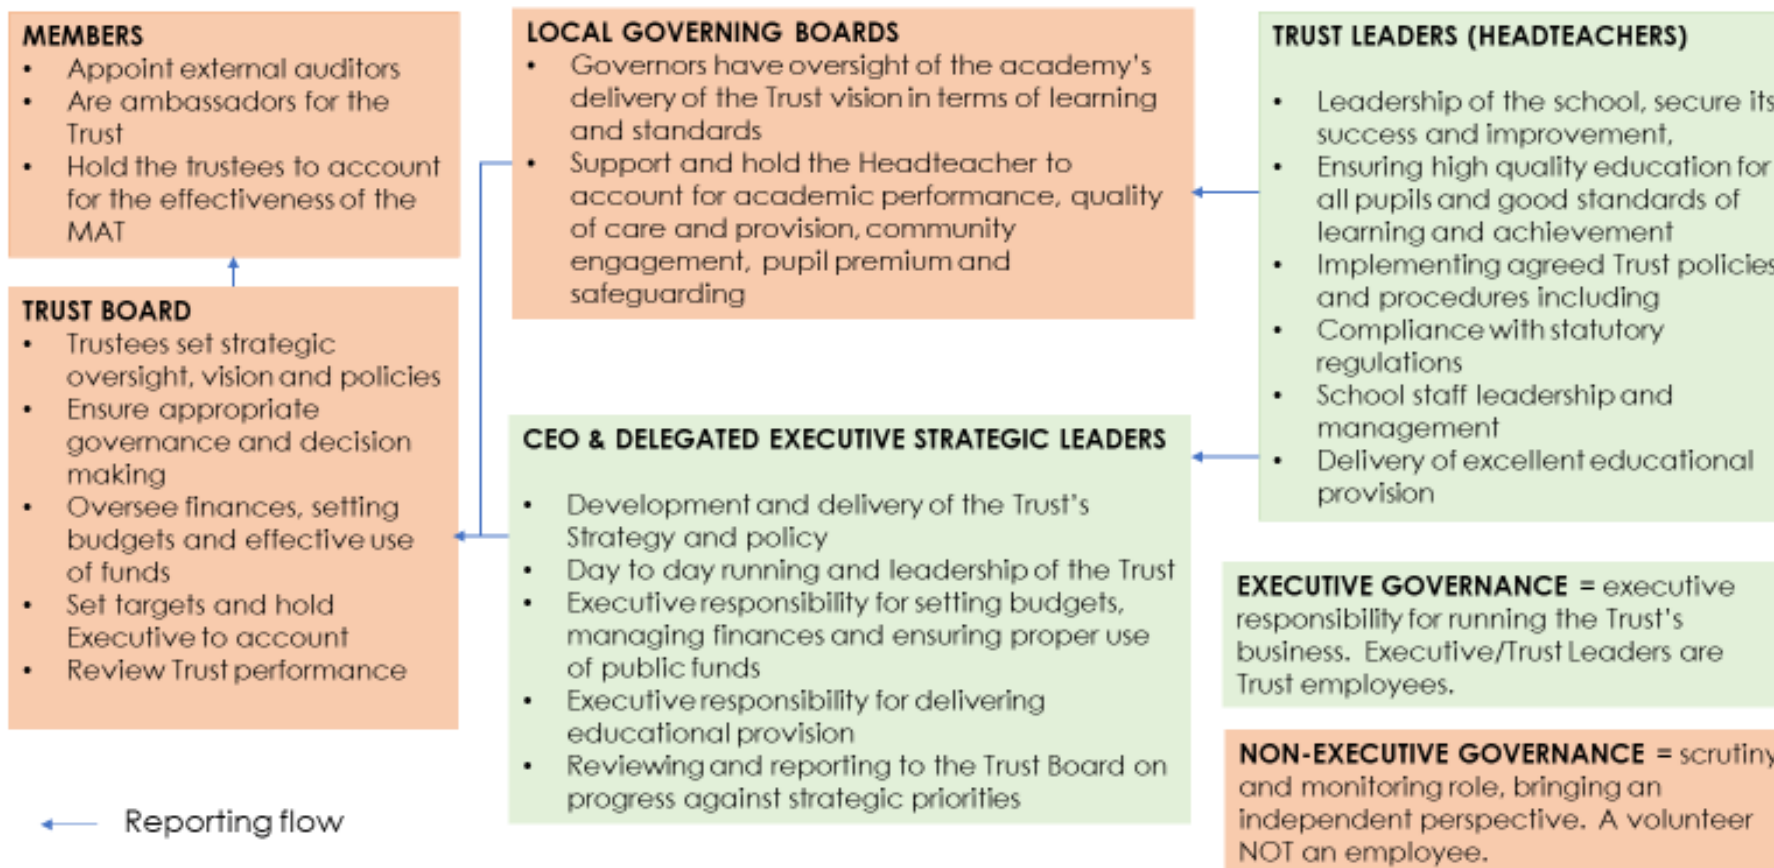 MEMBERS
• Appoint external auditors
• Are ambassadors for the
Trust
• Hold the trustees to account
for the effectiveness of the
MAT
TRUST BOARD
• Trustees set strategic
oversight, vision and policies
• Ensure appropriate
governance and decision
making
• Oversee finances, setting
budgets and effective use
of funds
• Set targets and hold
Executive to account
• Review Trust performance
Reporting flow
LOCAL GOVERNING BOARDS
• Governors have oversight of the academy's
delivery of the Trust vision in terms of learning
and standards
• Support and hold the Headteacher to
account for academic performance, quality
of care and provision, community
engagement, pupil premium and
safeguarding
CEO & DELEGATED EXECUTIVE STRATEGIC LEADERS
• Development and delivery of the Trust's
Strategy and policy
• Day to day running and leadership of the Trust
• Executive responsibility for setting budgets,
managing finances and ensuring proper use
of public funds
• Executive responsibility for delivering
educational provision
• Reviewing and reporting to the Trust Board on
progress against strategic priorities
TRUST LEADERS (HEADTEACHERS)
• Leadership of the school, secure its
success and improvement,
• Ensuring high quality education for
all pupils and good standards of
learning and achievement
• Implementing agreed Trust policies
and procedures including
• Compliance with statutory
regulations
• School staff leadership and
management
• Delivery of excellent educational
provision
EXECUTIVE GOVERNANCE = executive
responsibility for running the Trust's
business. Executive/Trust Leaders are
Trust employees.
NON-EXECUTIVE GOVERNANCE = scrutiny
and monitoring role, bringing an
independent perspective. A volunteer
NOT an employee.